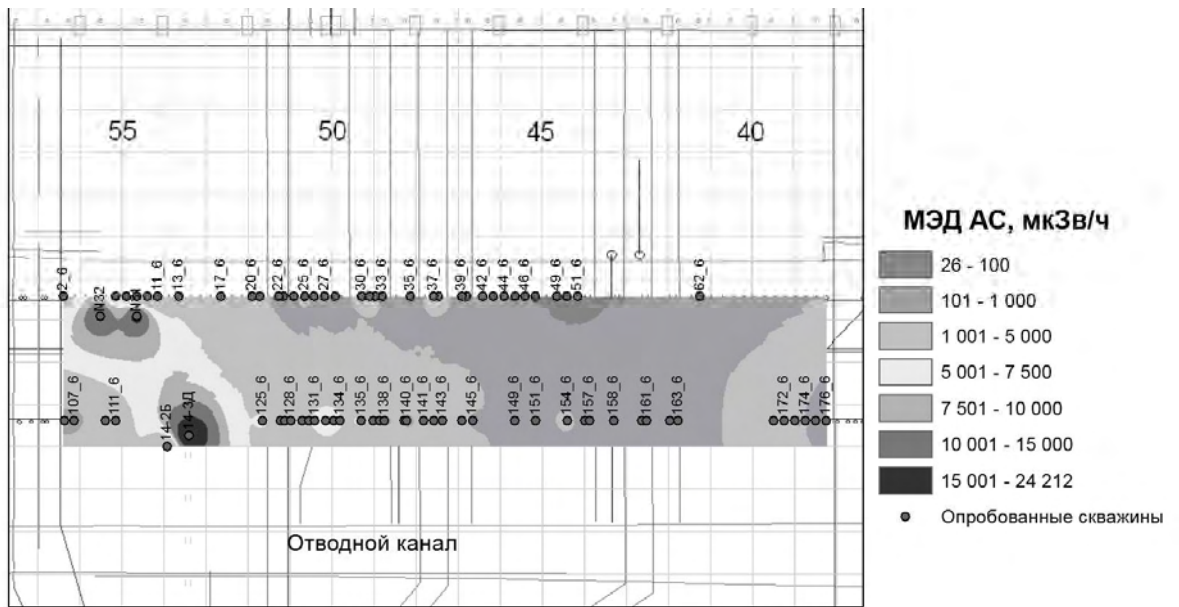 55 50 45 40
МЭД АС, мкЗв/ч
26 - 100
101 - 1 000
1 001 - 5 000
5 001 - 7 500
7 501 - 10 000
10 001 - 15 000
15 001 - 24 212
Опробованные скважины
2_6 11_6 13_6 17_6 20_6 22_6 25_6 27_6 30_6 33_6 35_6 37_6 39_6 42_6 44_6 46_6 49_6 51_6 62_6
107_6 111_6 14-2Б 14-3Д 125_6 128_6 131_6 134_6 135_6 138_6 140_6 141_6 143_6 145_6 149_6 151_6 154_6 157_6 158_6 161_6 163_6 172_6 174_6 176_6
Отводной канал